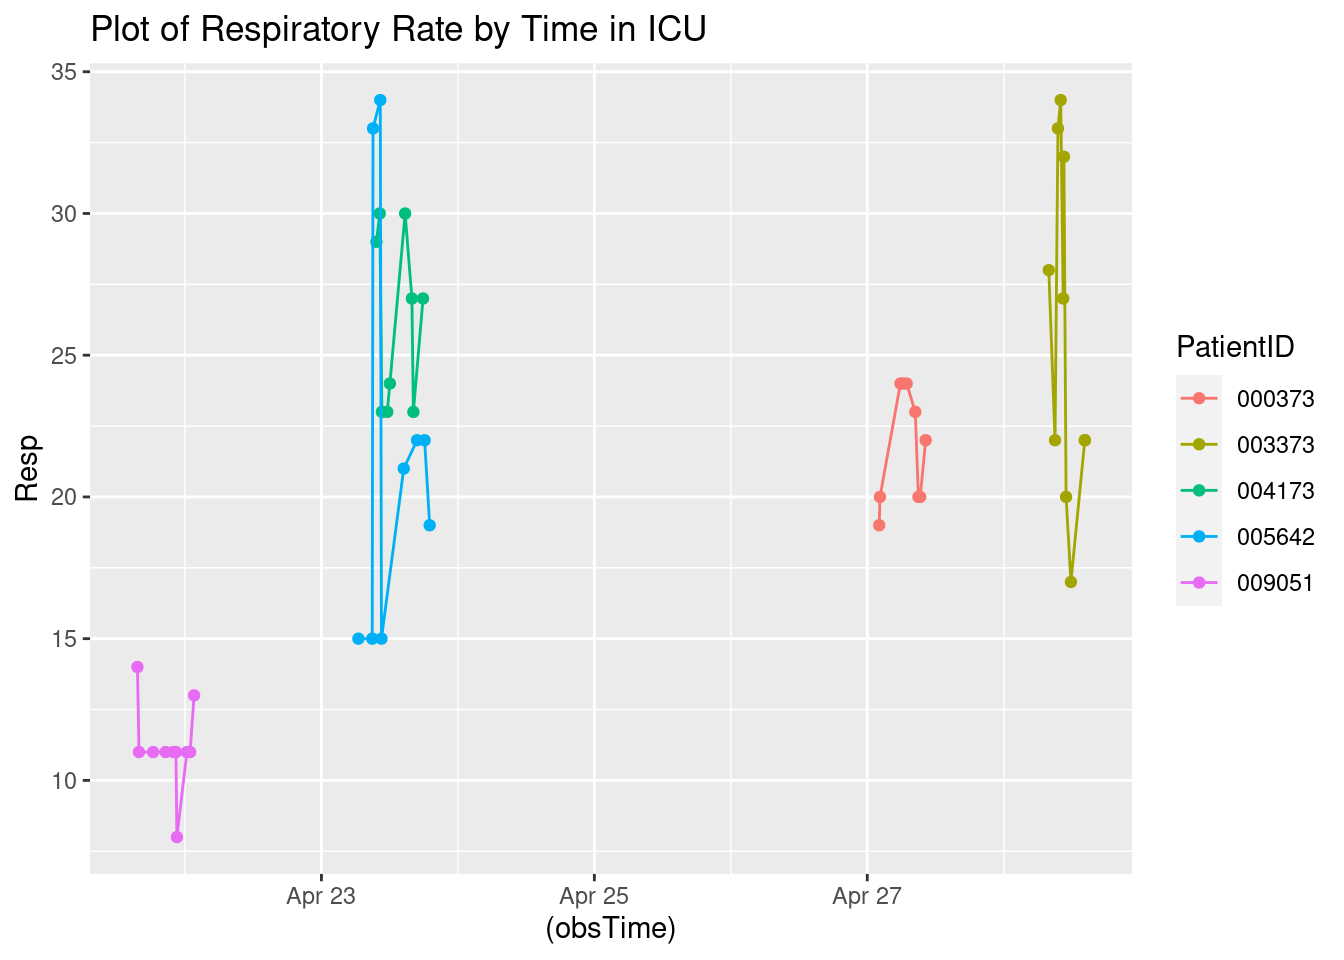 Plot of Respiratory Rate by Time in ICU
Resp
35
30
25
20
15
10
Apr 23
Apr 25
Apr 27
(obsTime)
PatientID
000373
003373
004173
005642
009051